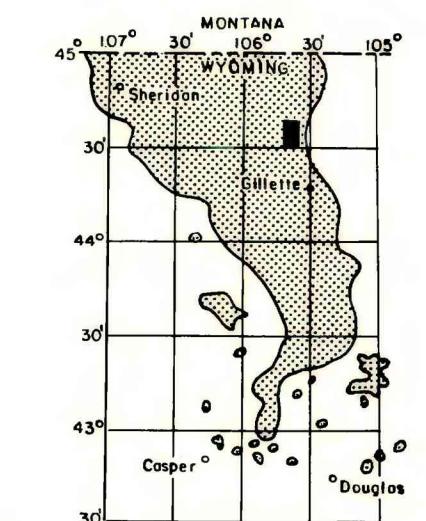 MONTANA
107° 30' 106° 30' 105°
45°
WYOMING
Sheridan
30'
Gillette
44°
30'
43°
Casper
Douglas
30'